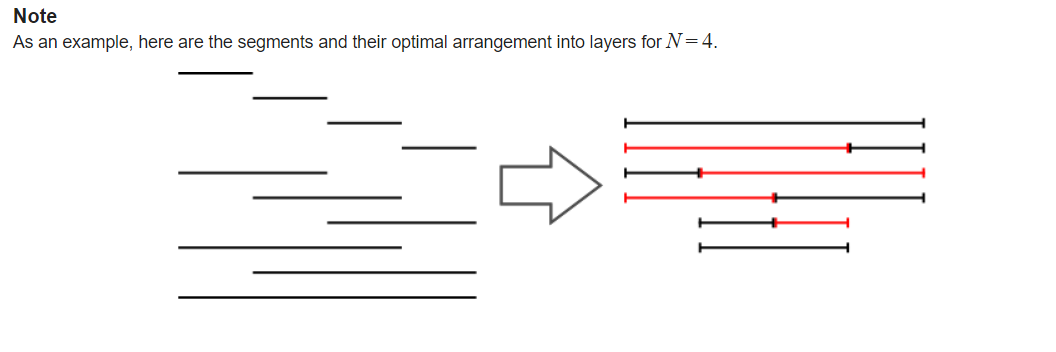 Note
As an example, here are the segments and their optimal arrangement into layers for N = 4.